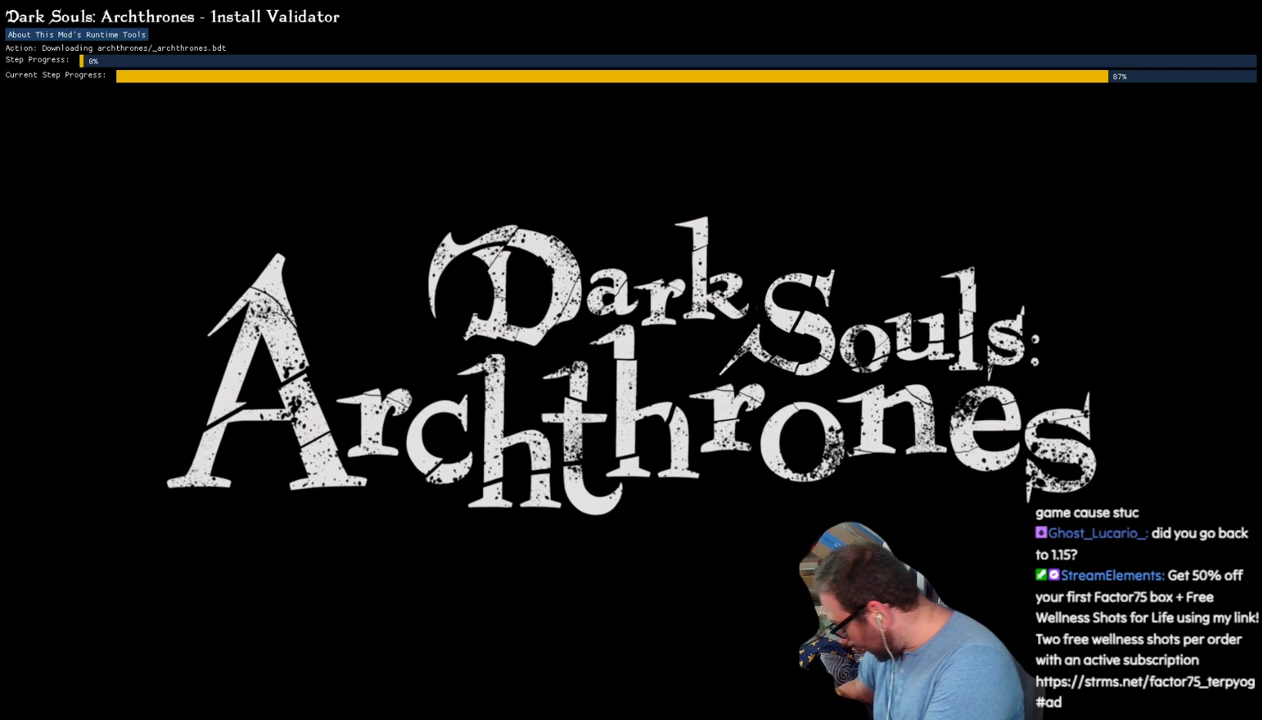 Dark Souls: Archthrones - Install Validator
About This Mod's Runtime Tools
Action: Downloading archthrones/_archthrones.bdt
Step Progress: 0%
Current Step Progress: 87%
Dark Souls:
Archthrones
game cause stuc
Ghost_Lucario_: did you go back
to 1.15?
StreamElements: Get 50% off
your first Factor75 box + Free
Wellness Shots for Life using my link!
Two free wellness shots per order
with an active subscription
https://strms.net/factor75_terpyog
#ad